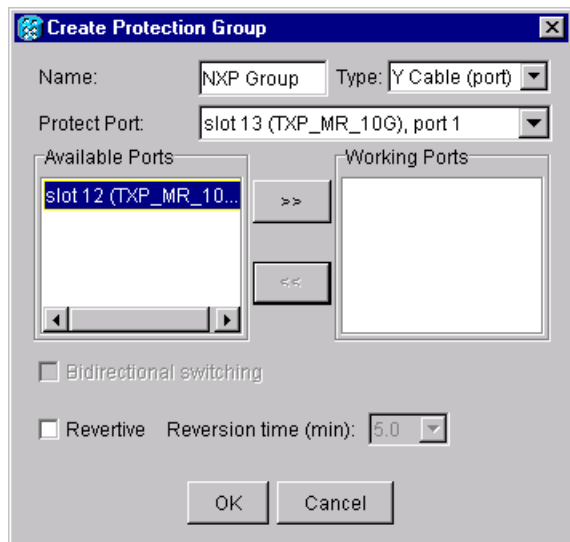 Create Protection Group
Name: NXP Group Type: Y Cable (port)
Protect Port: slot 13 (TXP_MR_10G), port 1
Available Ports Working Ports
slot 12 (TXP_MR_10...
>>
<<
Bidirectional switching
Revertive Reversion time (min): 5.0
OK Cancel